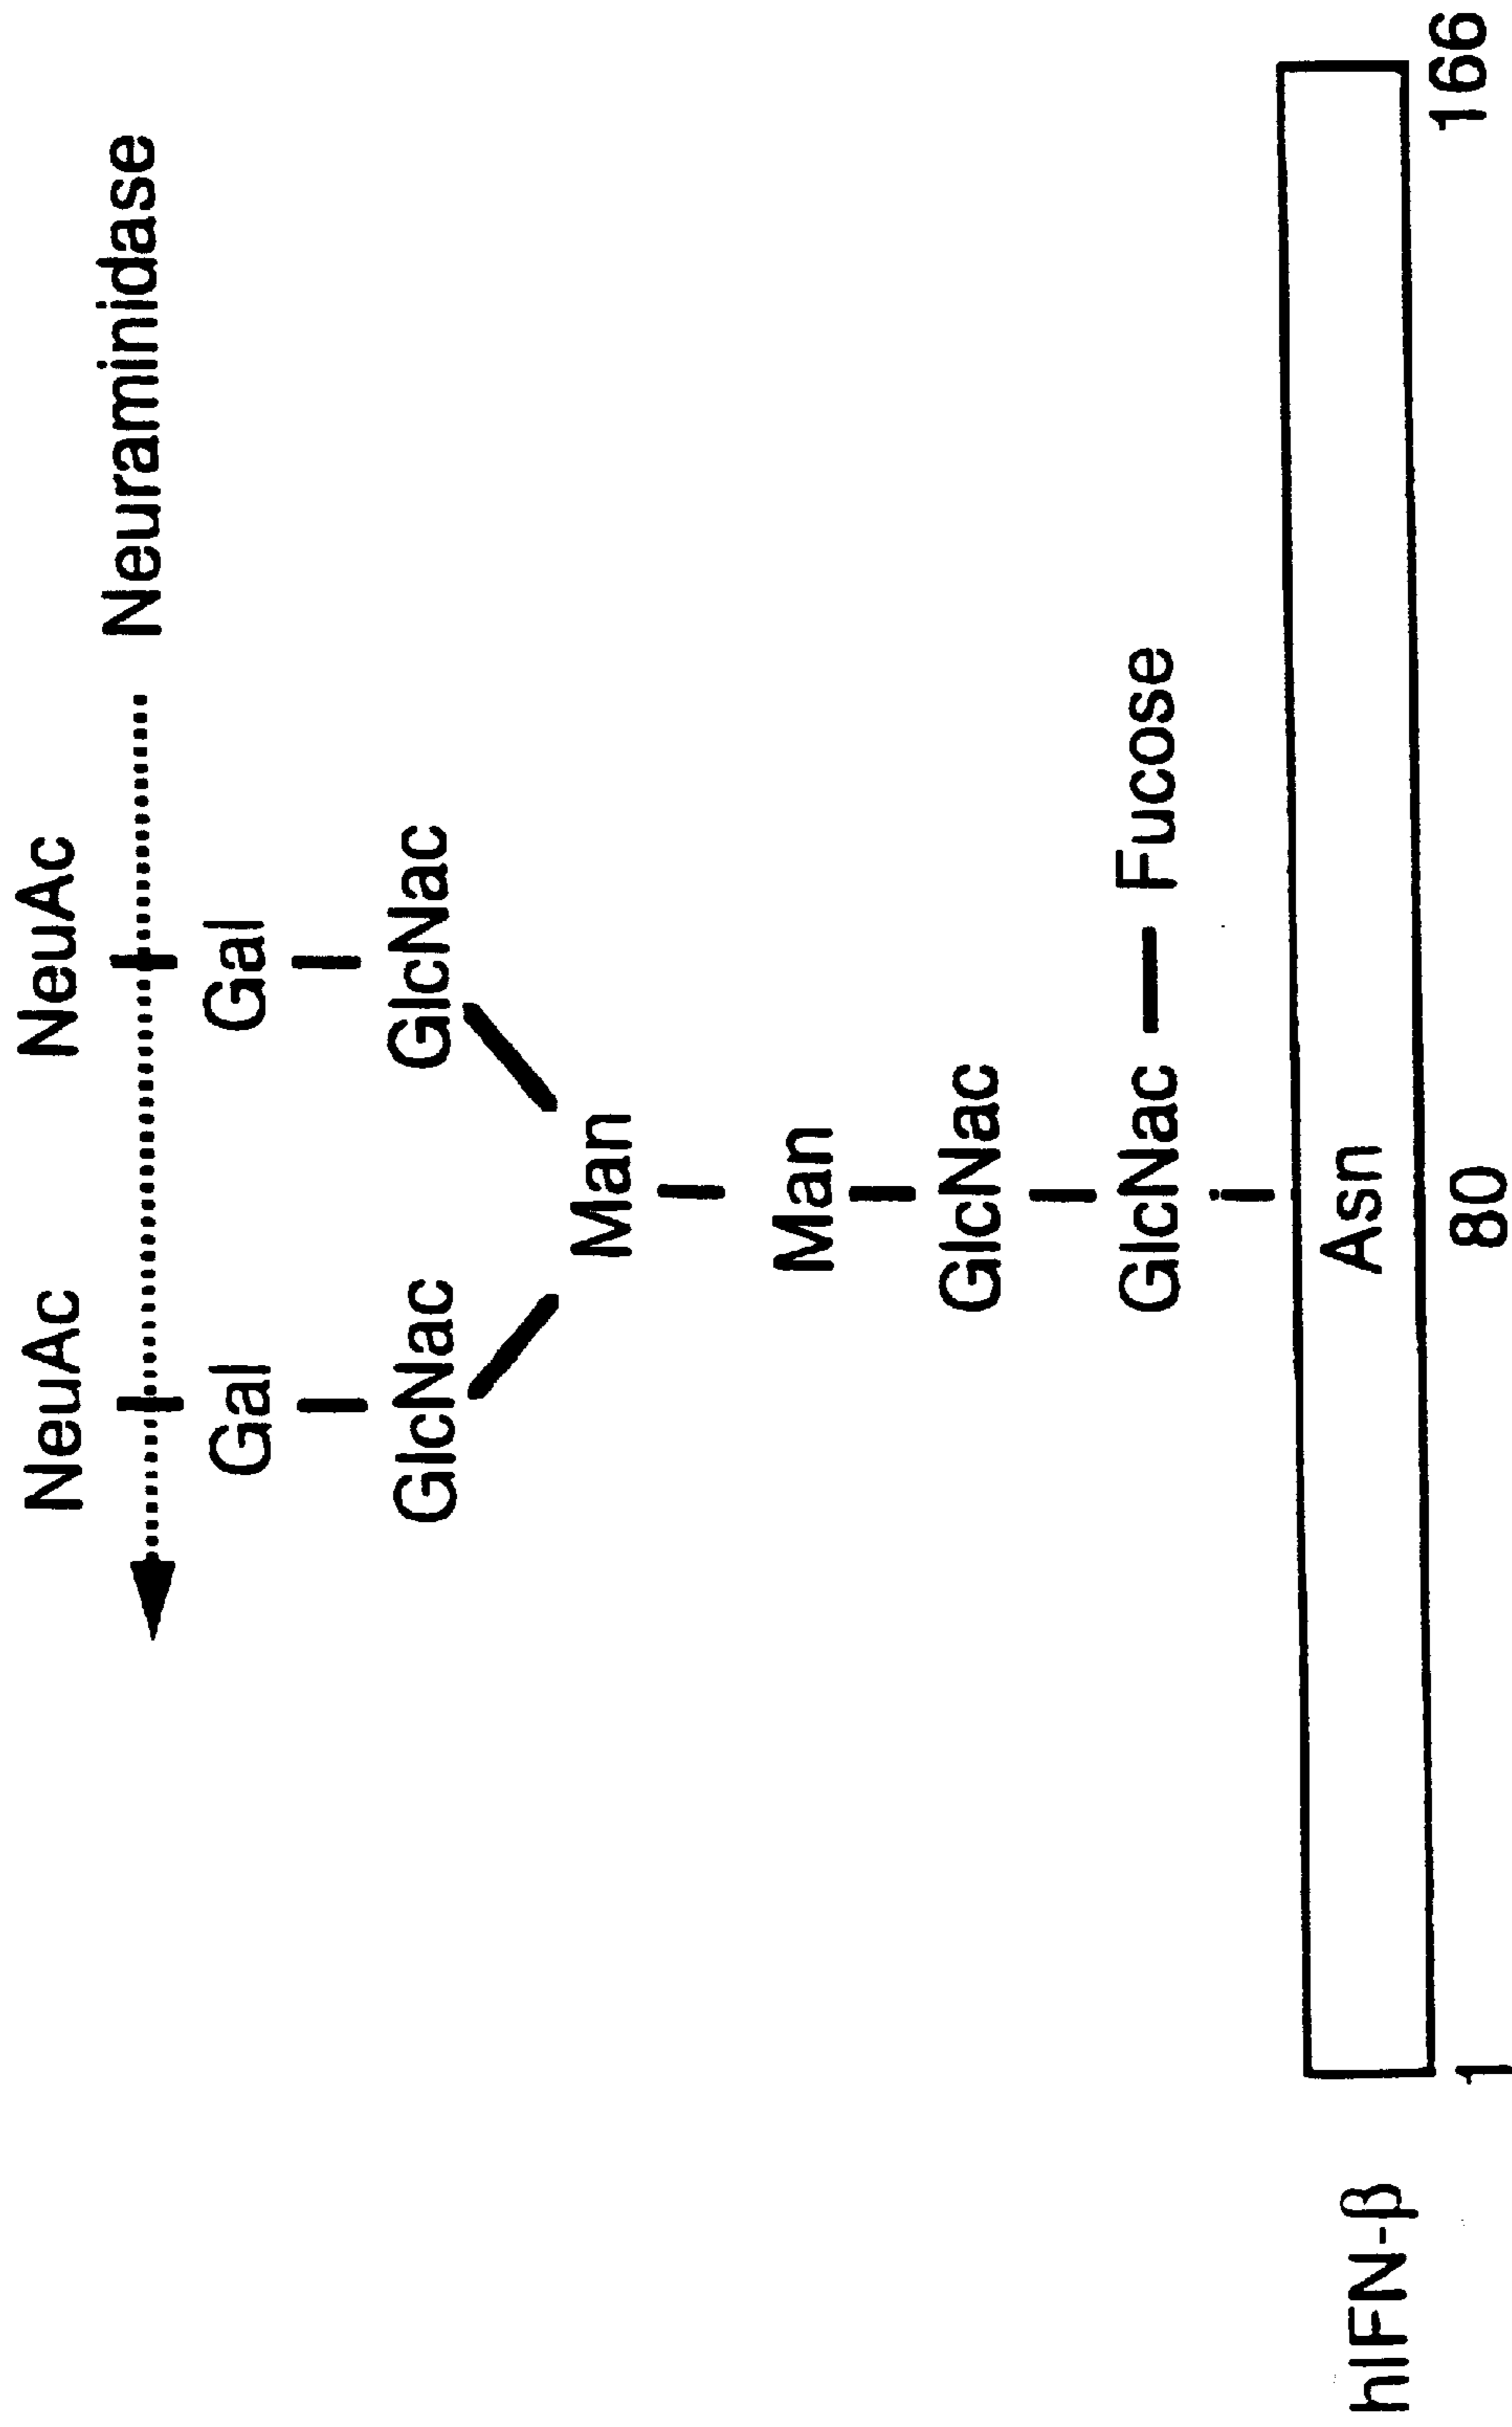 NeuAc NeuAc
Neuraminidase
Gal Gal
GlcNac GlcNac
Man
Man
GlcNac
GlcNac Fucose
hIFN-β Asn
1 80 166